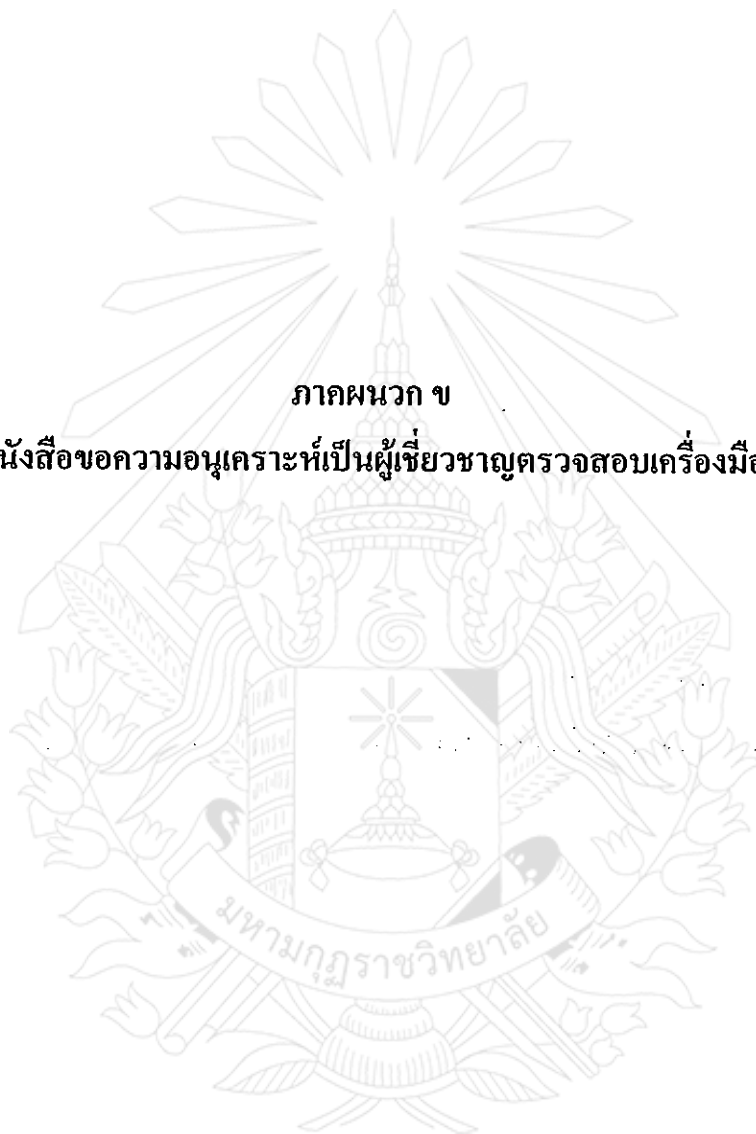 ภาคผนวก ข
นังสือขอความอนุเคราะห์เป็นผู้เชี่ยวชาญตรวจสอบเครื่องมือ
มหามกุฏราชวิทยาลัย